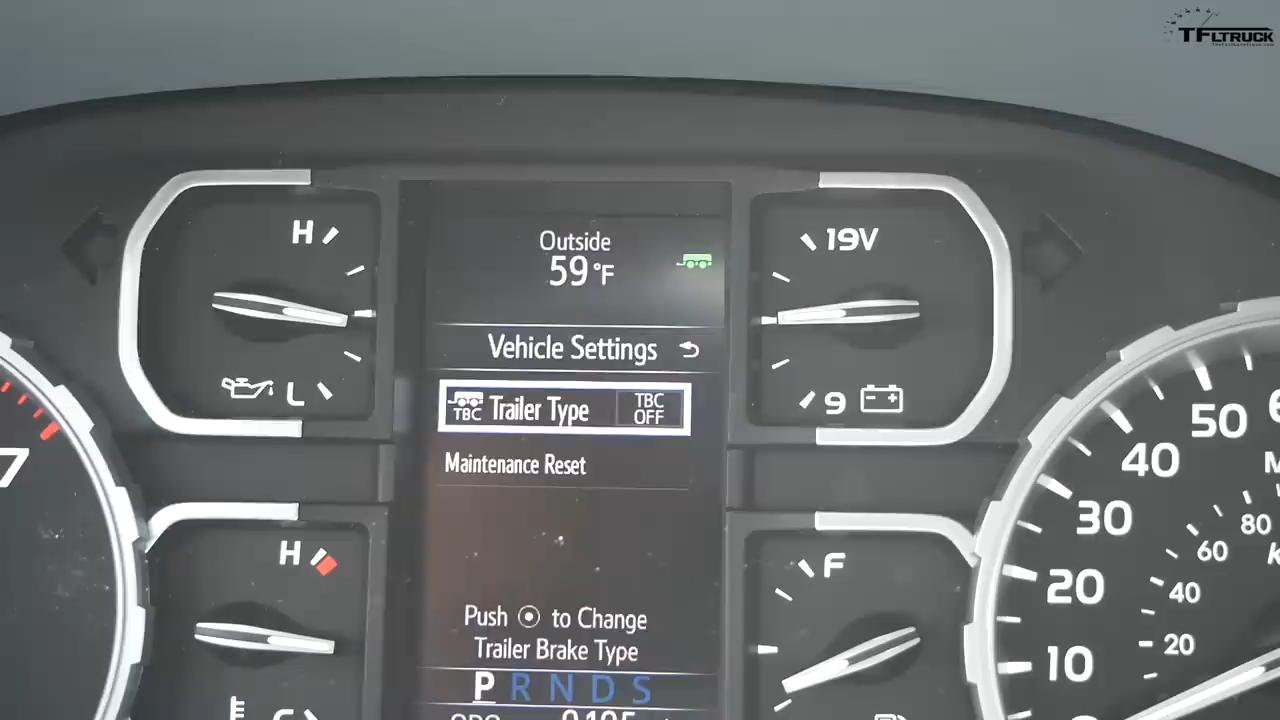 TFLTRUCK
H
L
Outside
59°F
Vehicle Settings
TBC
Trailer Type
TBC
OFF
Maintenance Reset
Push to Change
Trailer Brake Type
P R N D S
19V
9
H
F
7
50
40
30
20
10
80
60
40
20